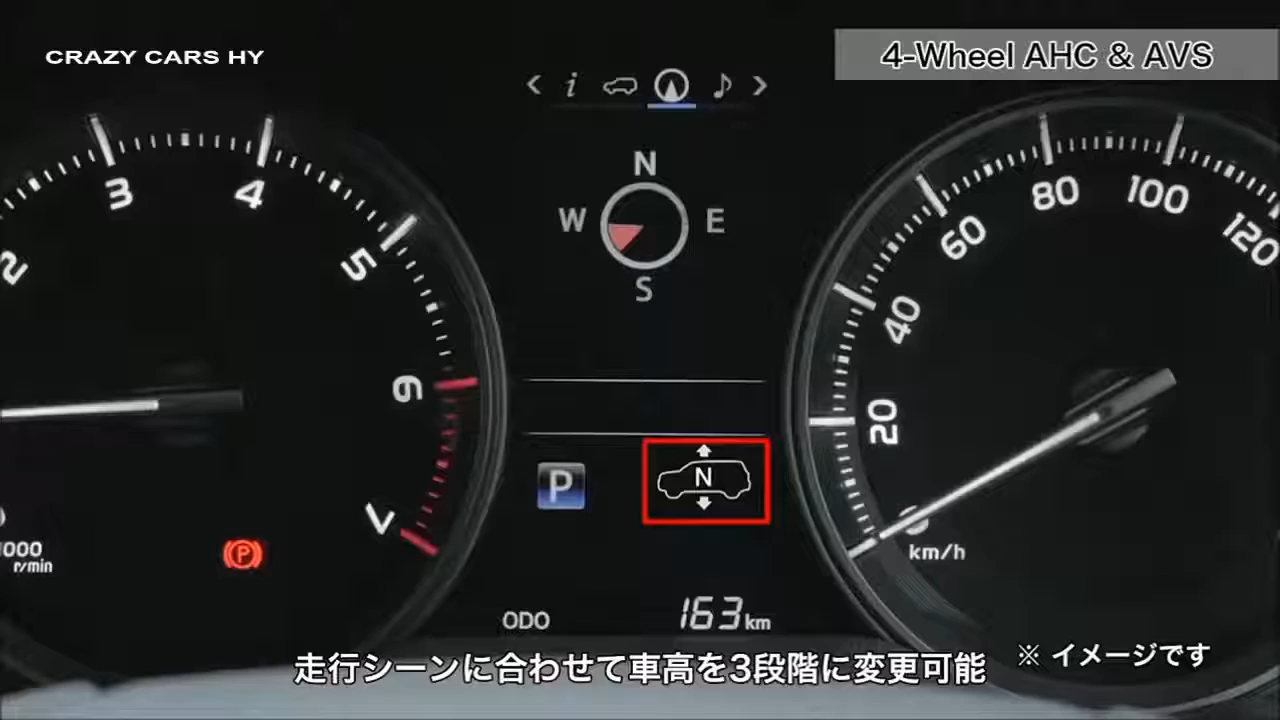 CRAZY CARS HY
4-Wheel AHC & AVS
i
N
W E
S
2 3 4 5 6 7
20 40 60 80 100 120
km/h
1000
r/min
P
P
N
ODO 163 km
走行シーンに合わせて車高を3段階に変更可能
※ イメージです